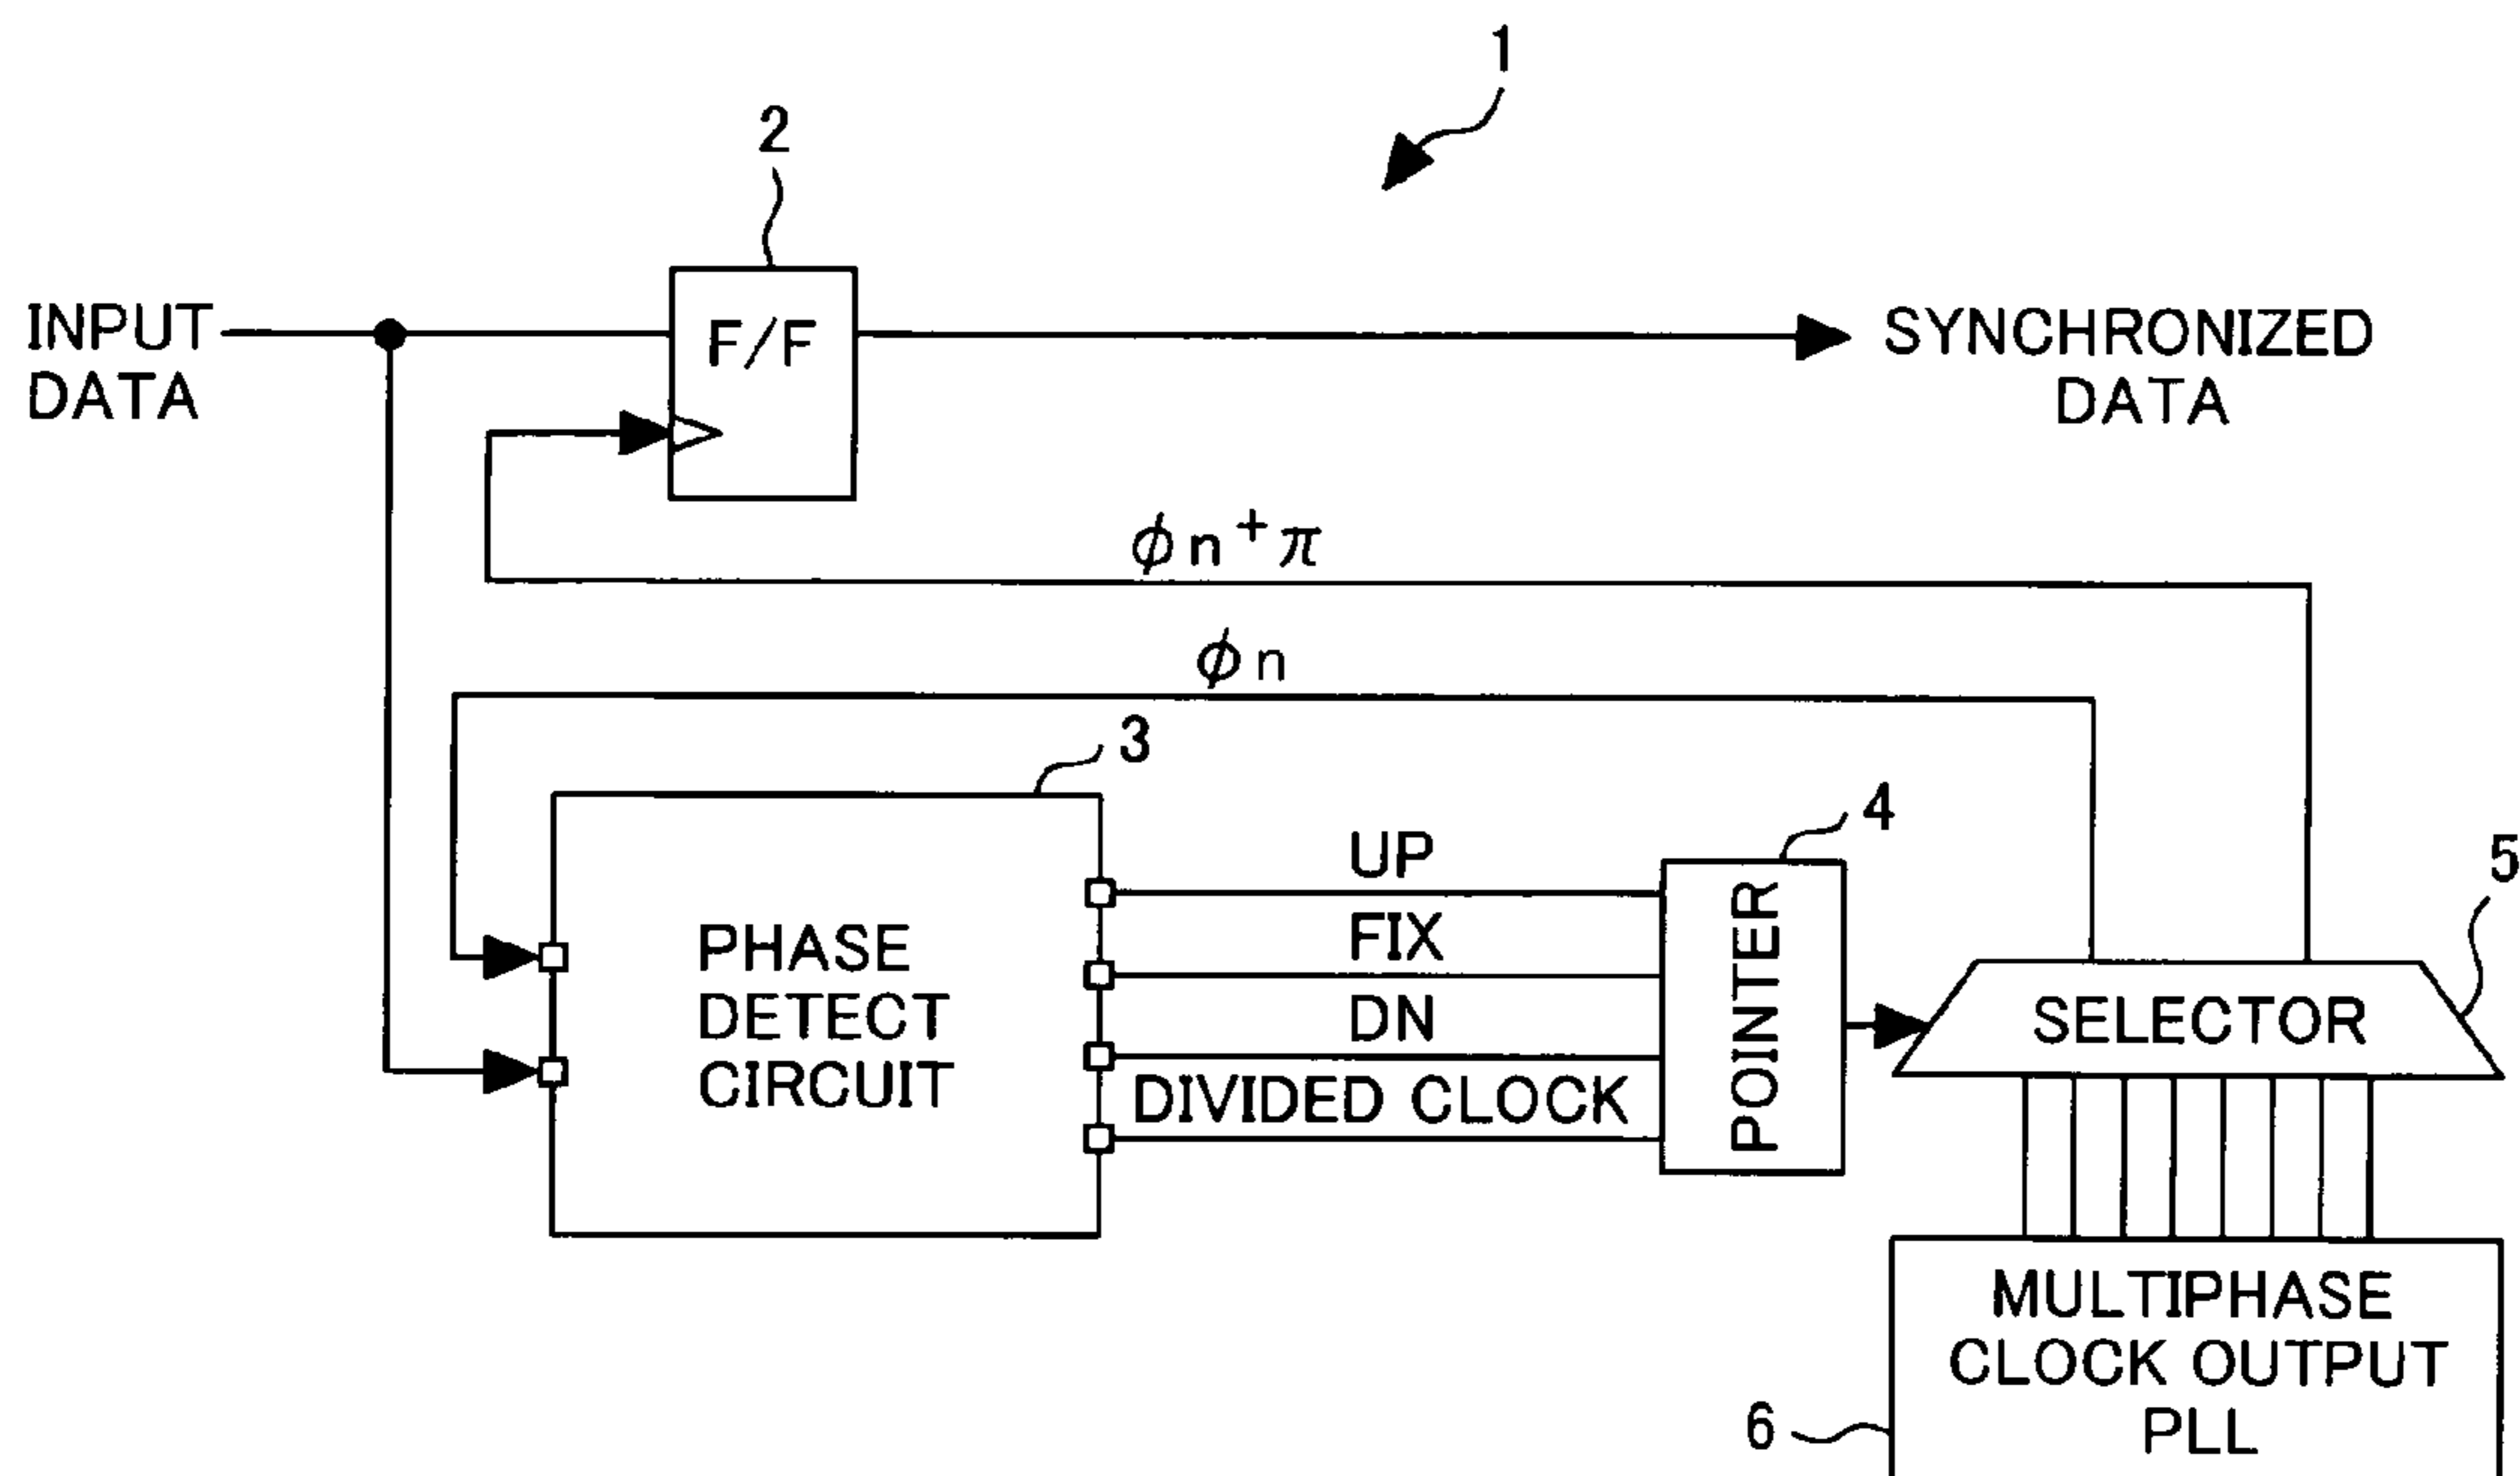 1
2
INPUT
DATA
F/F
SYNCHRONIZED
DATA
ϕn+π
ϕn
3
4
5
UP
FIX
DN
DIVIDED CLOCK
PHASE
DETECT
CIRCUIT
POINTER
SELECTOR
MULTIPHASE
CLOCK OUTPUT
PLL
6